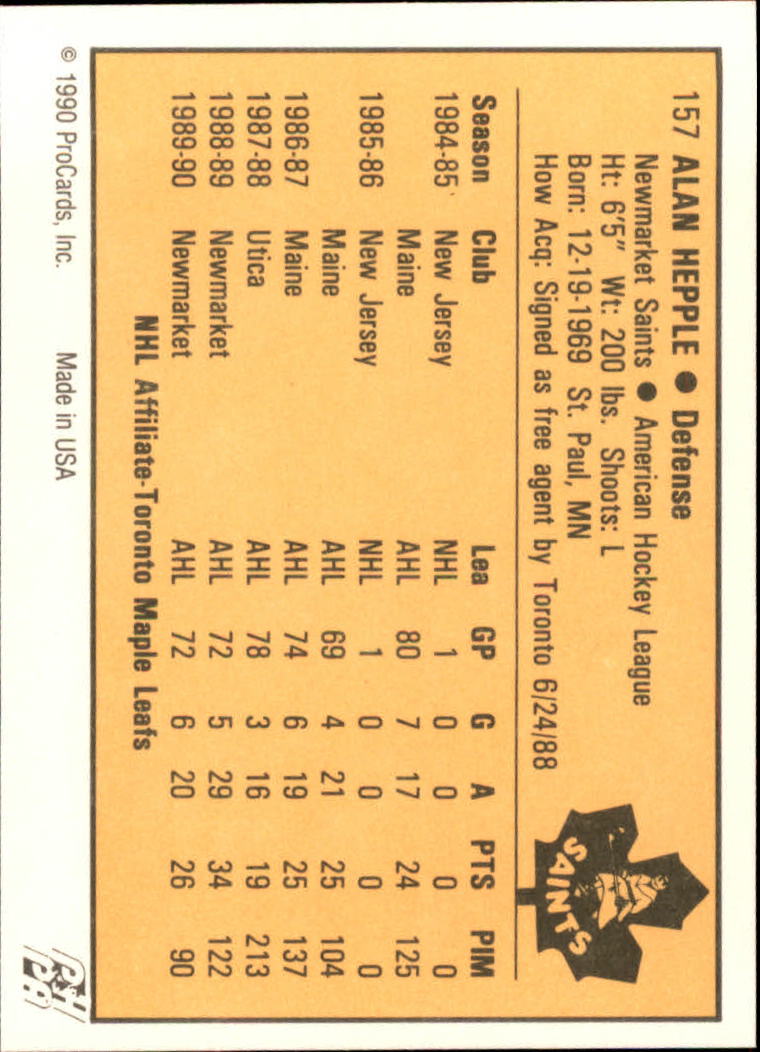 157 ALAN HEPPLE ● Defense
Newmarket Saints ● American Hockey League
Ht: 6'5" Wt: 200 lbs. Shoots: L
Born: 12-19-1969 St. Paul, MN
How Acq: Signed as free agent by Toronto 6/24/88
SAINTS
Season Club Lea GP G A PTS PIM
1984-85 New Jersey NHL 1 0 0 0 0
Maine AHL 80 7 17 24 125
1985-86 New Jersey NHL 1 0 0 0 0
Maine AHL 69 4 21 25 104
1986-87 Maine AHL 74 6 19 25 137
1987-88 Utica AHL 78 3 16 19 213
1988-89 Newmarket AHL 72 5 29 34 122
1989-90 Newmarket AHL 72 6 20 26 90
NHL Affiliate-Toronto Maple Leafs
© 1990 ProCards, Inc. Made in USA